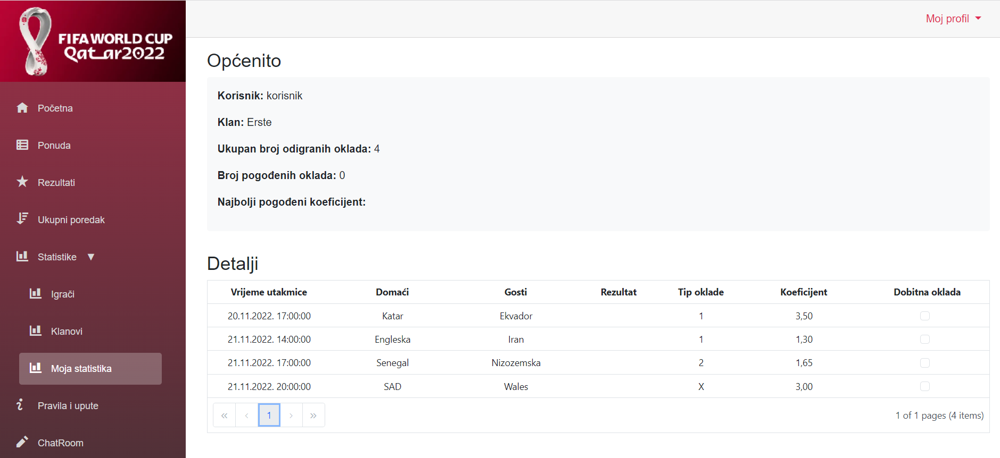 FIFA WORLD CUP
Qatar2022
Moj profil
Početna
Ponuda
Rezultati
Ukupni poredak
Statistike ▼
Igrači
Klanovi
Moja statistika
Pravila i upute
ChatRoom
Općenito
Korisnik: korisnik
Klan: Erste
Ukupan broj odigranih oklada: 4
Broj pogođenih oklada: 0
Najbolji pogođeni koeficijent:
Detalji
Vrijeme utakmice Domaći Gosti Rezultat Tip oklade Koeficijent Dobitna oklada
20.11.2022. 17:00:00 Katar Ekvador 1 3,50
21.11.2022. 14:00:00 Engleska Iran 1 1,30
21.11.2022. 17:00:00 Senegal Nizozemska 2 1,65
21.11.2022. 20:00:00 SAD Wales X 3,00
« ‹ 1 › » 1 of 1 pages (4 items)